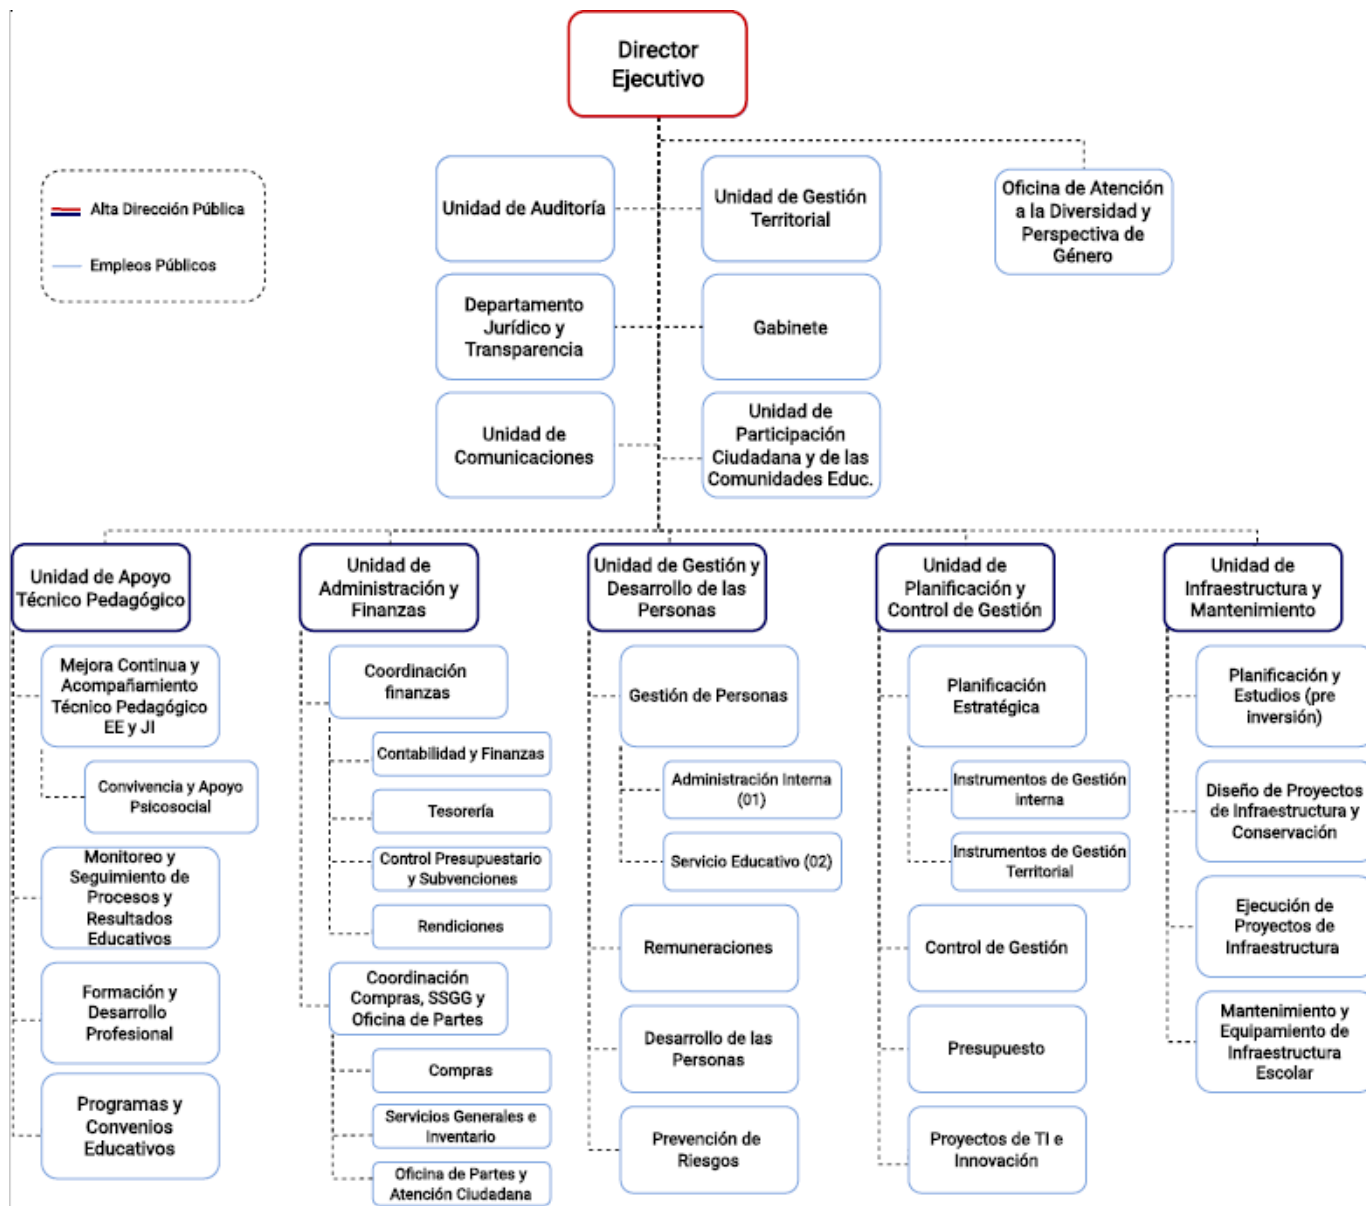 Director
Ejecutivo
Alta Dirección Pública
Empleos Públicos
Unidad de Auditoría
Unidad de Gestión
Territorial
Oficina de Atención
a la Diversidad y
Perspectiva de
Género
Departamento
Jurídico y
Transparencia
Gabinete
Unidad de
Comunicaciones
Unidad de
Participación
Ciudadana y de las
Comunidades Educ.
Unidad de Apoyo
Técnico Pedagógico
Mejora Continua y
Acompañamiento
Técnico Pedagógico
EE y JI
Convivencia y Apoyo
Psicosocial
Monitoreo y
Seguimiento de
Procesos y
Resultados
Educativos
Formación y
Desarrollo
Profesional
Programas y
Convenios
Educativos
Unidad de
Administración y
Finanzas
Coordinación
finanzas
Contabilidad y Finanzas
Tesorería
Control Presupuestario
y Subvenciones
Rendiciones
Coordinación
Compras, SSGG y
Oficina de Partes
Compras
Servicios Generales e
Inventario
Oficina de Partes y
Atención Ciudadana
Unidad de Gestión y
Desarrollo de las
Personas
Gestión de Personas
Administración Interna
(01)
Servicio Educativo (02)
Remuneraciones
Desarrollo de las
Personas
Prevención de
Riesgos
Unidad de
Planificación y
Control de Gestión
Planificación
Estratégica
Instrumentos de Gestión
interna
Instrumentos de Gestión
Territorial
Control de Gestión
Presupuesto
Proyectos de TI e
Innovación
Unidad de
Infraestructura y
Mantenimiento
Planificación y
Estudios (pre
inversión)
Diseño de Proyectos
de Infraestructura y
Conservación
Ejecución de
Proyectos de
Infraestructura
Mantenimiento y
Equipamiento de
Infraestructura
Escolar